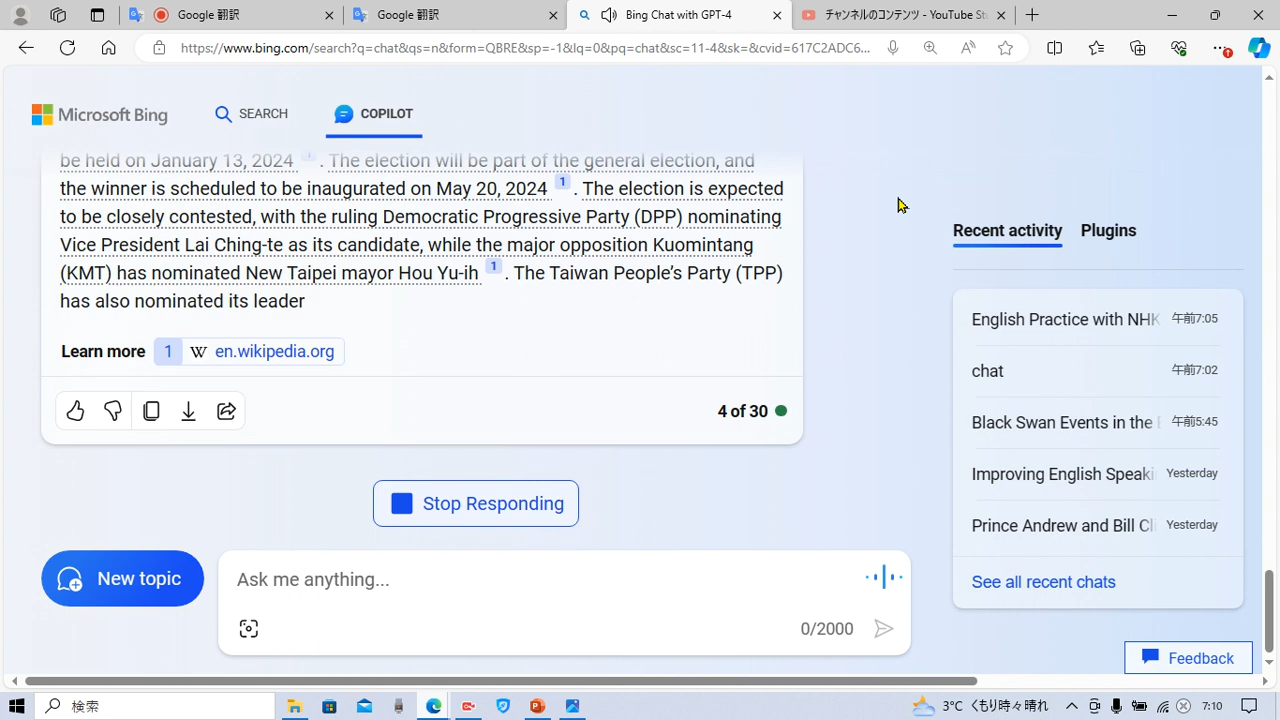 Google 翻訳
Google 翻訳
Bing Chat with GPT-4
チャンネルのコンテンツ - YouTube Stu
https://www.bing.com/search?q=chat&qs=n&form=QBRE&sp=-1&lq=0&pq=chat&sc=11-4&sk=&cvid=617C2ADC6...
Microsoft Bing
SEARCH
COPILOT
be held on January 13, 2024 1 . The election will be part of the general election, and
the winner is scheduled to be inaugurated on May 20, 2024 1 . The election is expected
to be closely contested, with the ruling Democratic Progressive Party (DPP) nominating
Vice President Lai Ching-te as its candidate, while the major opposition Kuomintang
(KMT) has nominated New Taipei mayor Hou Yu-ih 1 . The Taiwan People's Party (TPP)
has also nominated its leader
Learn more 1 W en.wikipedia.org
4 of 30
Stop Responding
New topic
Ask me anything...
0/2000
Recent activity Plugins
English Practice with NHK 午前7:05
chat 午前7:02
Black Swan Events in the 午前5:45
Improving English Speaki Yesterday
Prince Andrew and Bill Cli Yesterday
See all recent chats
Feedback
検索
3°C くもり時々晴れ
7:10